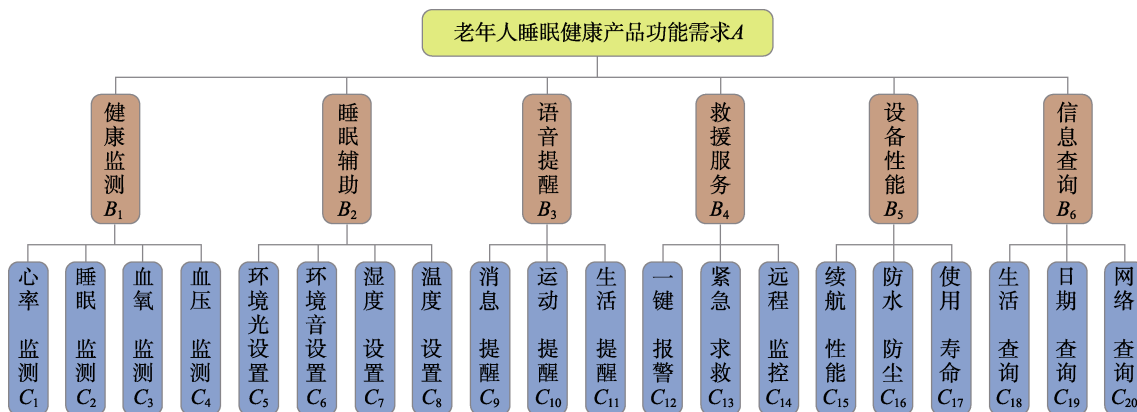 老年人睡眠健康产品功能需求A
健康监测B₁
睡眠辅助B₂
语音提醒B₃
救援服务B₄
设备性能B₅
信息查询B₆
心率监测C₁
睡眠监测C₂
血氧监测C₃
血压监测C₄
环境光设置C₅
环境音设置C₆
湿度设置C₇
温度设置C₈
消息提醒C₉
运动提醒C₁₀
生活提醒C₁₁
一键报警C₁₂
紧急求救C₁₃
远程监控C₁₄
续航性能C₁₅
防水防尘C₁₆
使用寿命C₁₇
生活查询C₁₈
日期查询C₁₉
网络查询C₂₀